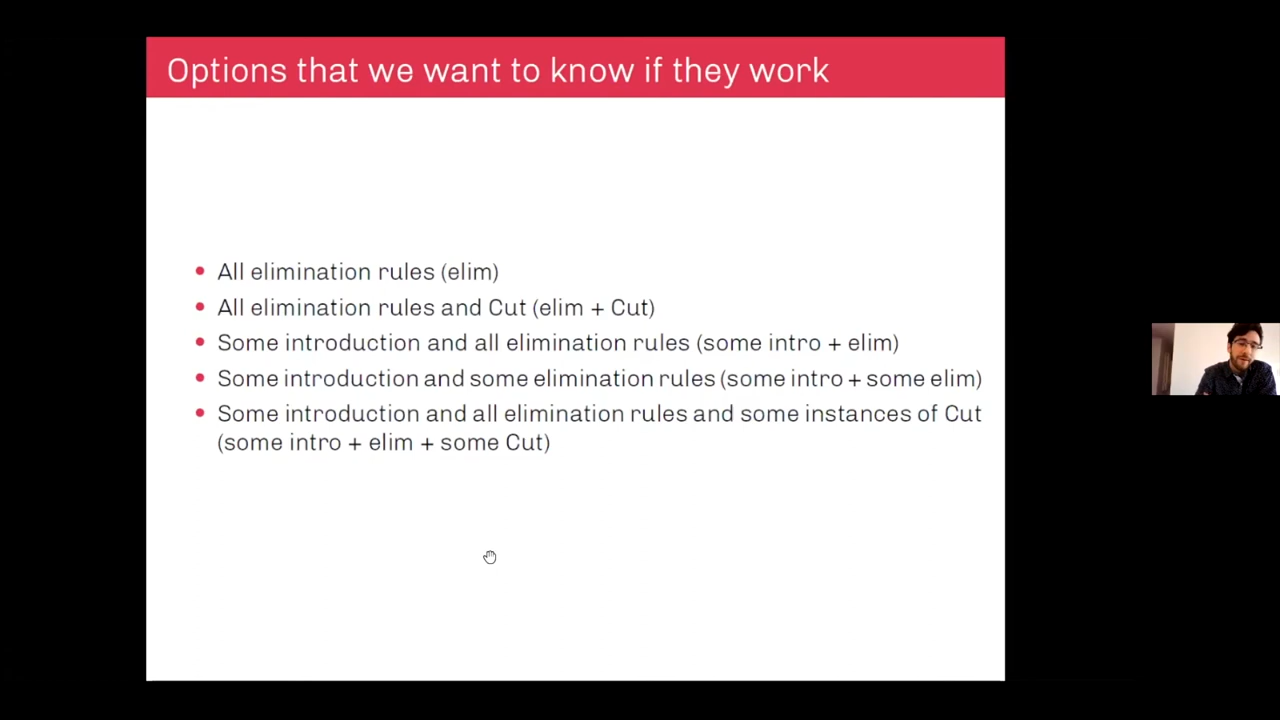 Options that we want to know if they work
• All elimination rules (elim)
• All elimination rules and Cut (elim + Cut)
• Some introduction and all elimination rules (some intro + elim)
• Some introduction and some elimination rules (some intro + some elim)
• Some introduction and all elimination rules and some instances of Cut
(some intro + elim + some Cut)